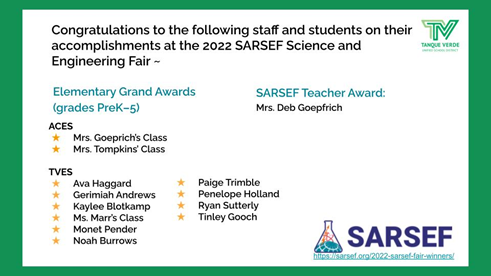 Congratulations to the following staff and students on their
accomplishments at the 2022 SARSEF Science and
Engineering Fair ~
TV
TANQUE VERDE
UNIFIED SCHOOL DISTRICT
Elementary Grand Awards
(grades PreK–5)
ACES
Mrs. Goeprich's Class
Mrs. Tompkins' Class
TVES
Ava Haggard
Gerimiah Andrews
Kaylee Blotkamp
Ms. Marr's Class
Monet Pender
Noah Burrows
Paige Trimble
Penelope Holland
Ryan Sutterly
Tinley Gooch
SARSEF Teacher Award:
Mrs. Deb Goepfrich
SARSEF
https://sarsef.org/2022-sarsef-fair-winners/